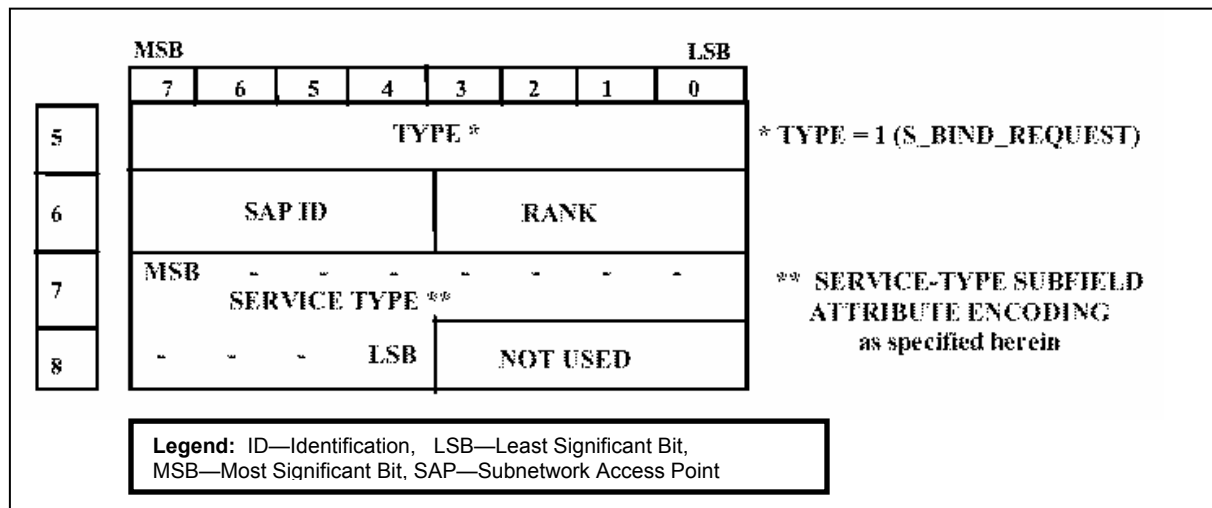 MSB LSB
7 6 5 4 3 2 1 0
5 TYPE * * TYPE = 1 (S_BIND_REQUEST)
6 SAP ID RANK
7 MSB - - - - - - -
SERVICE TYPE **
** SERVICE-TYPE SUBFIELD
ATTRIBUTE ENCODING
as specified herein
8 - - - LSB NOT USED
Legend: ID—Identification, LSB—Least Significant Bit,
MSB—Most Significant Bit, SAP—Subnetwork Access Point